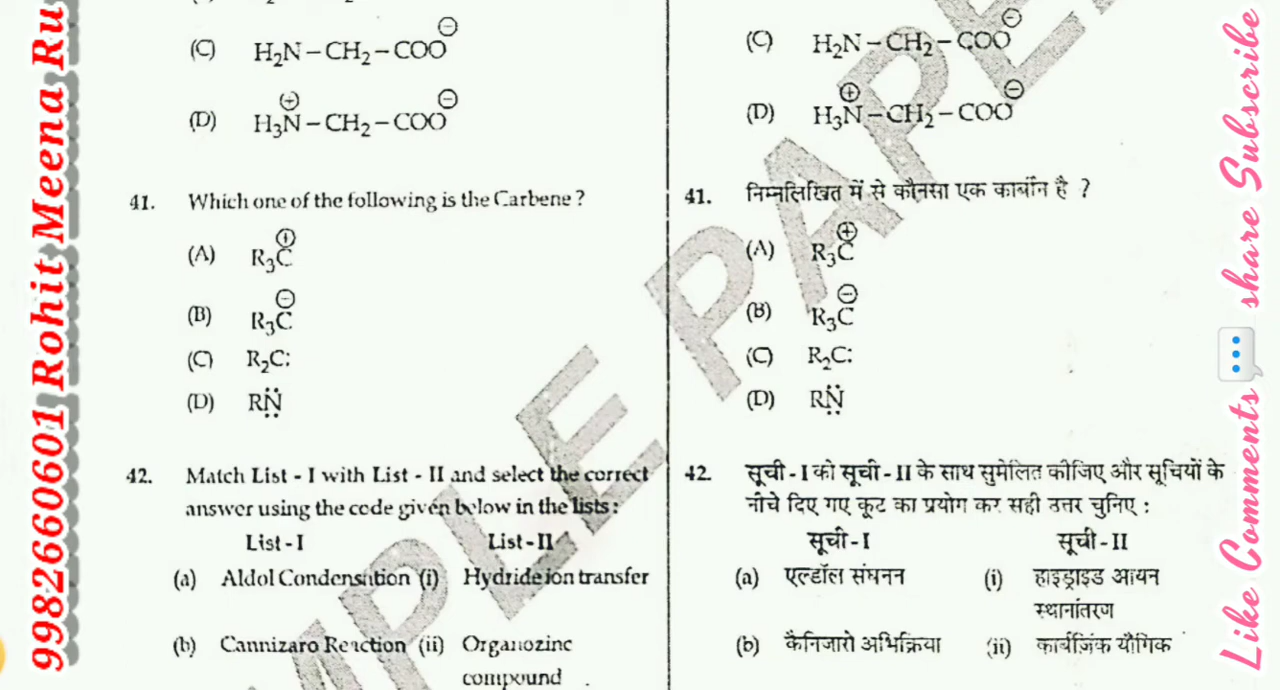 (C) H₂N – CH₂ – COO⊖
(D) H₃N⊕ – CH₂ – COO⊖
41. Which one of the following is the Carbene ?
(A) R₃C⊕
(B) R₃C⊖
(C) R₂C:
(D) RN̤̈
42. Match List - I with List - II and select the correct
answer using the code given below in the lists :
List - I List - II
(a) Aldol Condensation (i) Hydride ion transfer
(b) Cannizaro Reaction (ii) Organozinc
compound
(C) H₂N – CH₂ – COO⊖
(D) H₃N⊕ – CH₂ – COO⊖
41. निम्नलिखित में से कौनसा एक कार्बीन है ?
(A) R₃C⊕
(B) R₃C⊖
(C) R₂C:
(D) RN̤̈
42. सूची - I को सूची - II के साथ सुमेलित कीजिए और सूचियों के
नीचे दिए गए कूट का प्रयोग कर सही उत्तर चुनिए :
सूची - I सूची - II
(a) एल्डॉल संघनन (i) हाइड्राइड आयन
स्थानांतरण
(b) कैनिजारो अभिक्रिया (ii) कार्बजिंक यौगिक
MPLE PAPE
9982660601 Rohit Meena Ru
Like Comments 💬 share Subscribe